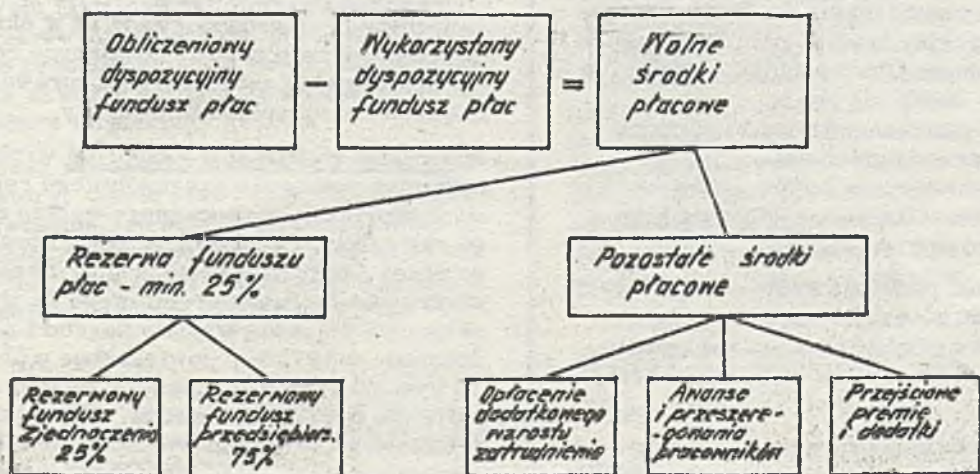 Obliczeniowy
dyspozycyjny
fundusz płac
-
Wykorzystany
dyspozycyjny
fundusz płac
=
Wolne
środki
płacowe
Rezerwa funduszu
płac - min. 25%
Pozostałe środki
płacowe
Rezerwowy
fundusz
Zjednoczenia
25%
Rezerwowy
fundusz
przedsiębiors.
75%
Opłacenie
dodatkowego
wzrostu
zatrudnienia
Awanse
i przeszere-
-gowania
pracowników
Przejściowe
premie
i dodatki